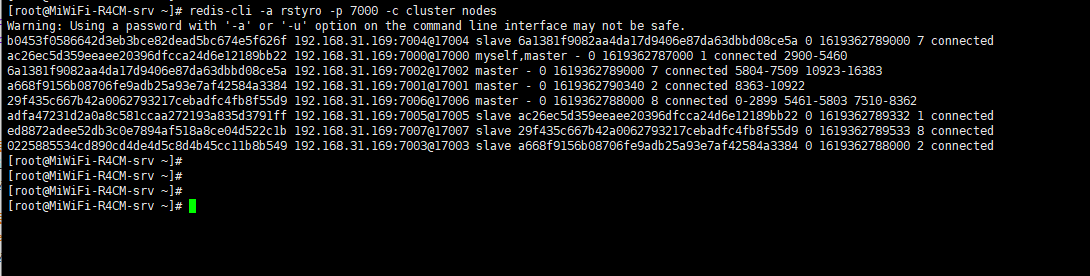 [root@MiWiFi-R4CM-srv ~]# redis-cli -a rstyro -p 7000 -c cluster nodes
Warning: Using a password with '-a' or '-u' option on the command line interface may not be safe.
b0453f0586642d3eb3bce82dead5bc674e5f626f 192.168.31.169:7004@17004 slave 6a1381f9082aa4da17d9406e87da63dbbd08ce5a 0 1619362789000 7 connected
ac26ec5d359eeaee20396dfcca24d6e12189bb22 192.168.31.169:7000@17000 myself,master - 0 1619362787000 1 connected 2900-5460
6a1381f9082aa4da17d9406e87da63dbbd08ce5a 192.168.31.169:7002@17002 master - 0 1619362789000 7 connected 5804-7509 10923-16383
a668f9156b08706fe9adb25a93e7af42584a3384 192.168.31.169:7001@17001 master - 0 1619362790340 2 connected 8363-10922
29f435c667b42a0062793217cebadfc4fb8f55d9 192.168.31.169:7006@17006 master - 0 1619362788000 8 connected 0-2899 5461-5803 7510-8362
adfa47231d2a0a8c581ccaa272193a835d3791ff 192.168.31.169:7005@17005 slave ac26ec5d359eeaee20396dfcca24d6e12189bb22 0 1619362789332 1 connected
ed8872adee52db3c0e7894af518a8ce04d522c1b 192.168.31.169:7007@17007 slave 29f435c667b42a0062793217cebadfc4fb8f55d9 0 1619362789533 8 connected
0225885534cd890cd4de4d5c8d4b45cc11b8b549 192.168.31.169:7003@17003 slave a668f9156b08706fe9adb25a93e7af42584a3384 0 1619362788000 2 connected
[root@MiWiFi-R4CM-srv ~]#
[root@MiWiFi-R4CM-srv ~]#
[root@MiWiFi-R4CM-srv ~]#
[root@MiWiFi-R4CM-srv ~]#